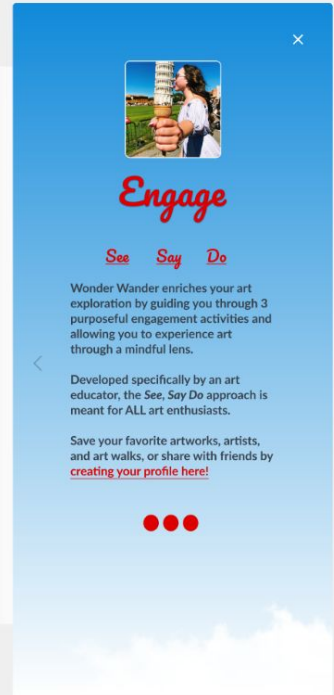 Engage
See Say Do
Wonder Wander enriches your art
exploration by guiding you through 3
purposeful engagement activities and
allowing you to experience art
through a mindful lens.
Developed specifically by an art
educator, the See, Say Do approach is
meant for ALL art enthusiasts.
Save your favorite artworks, artists,
and art walks, or share with friends by
creating your profile here!